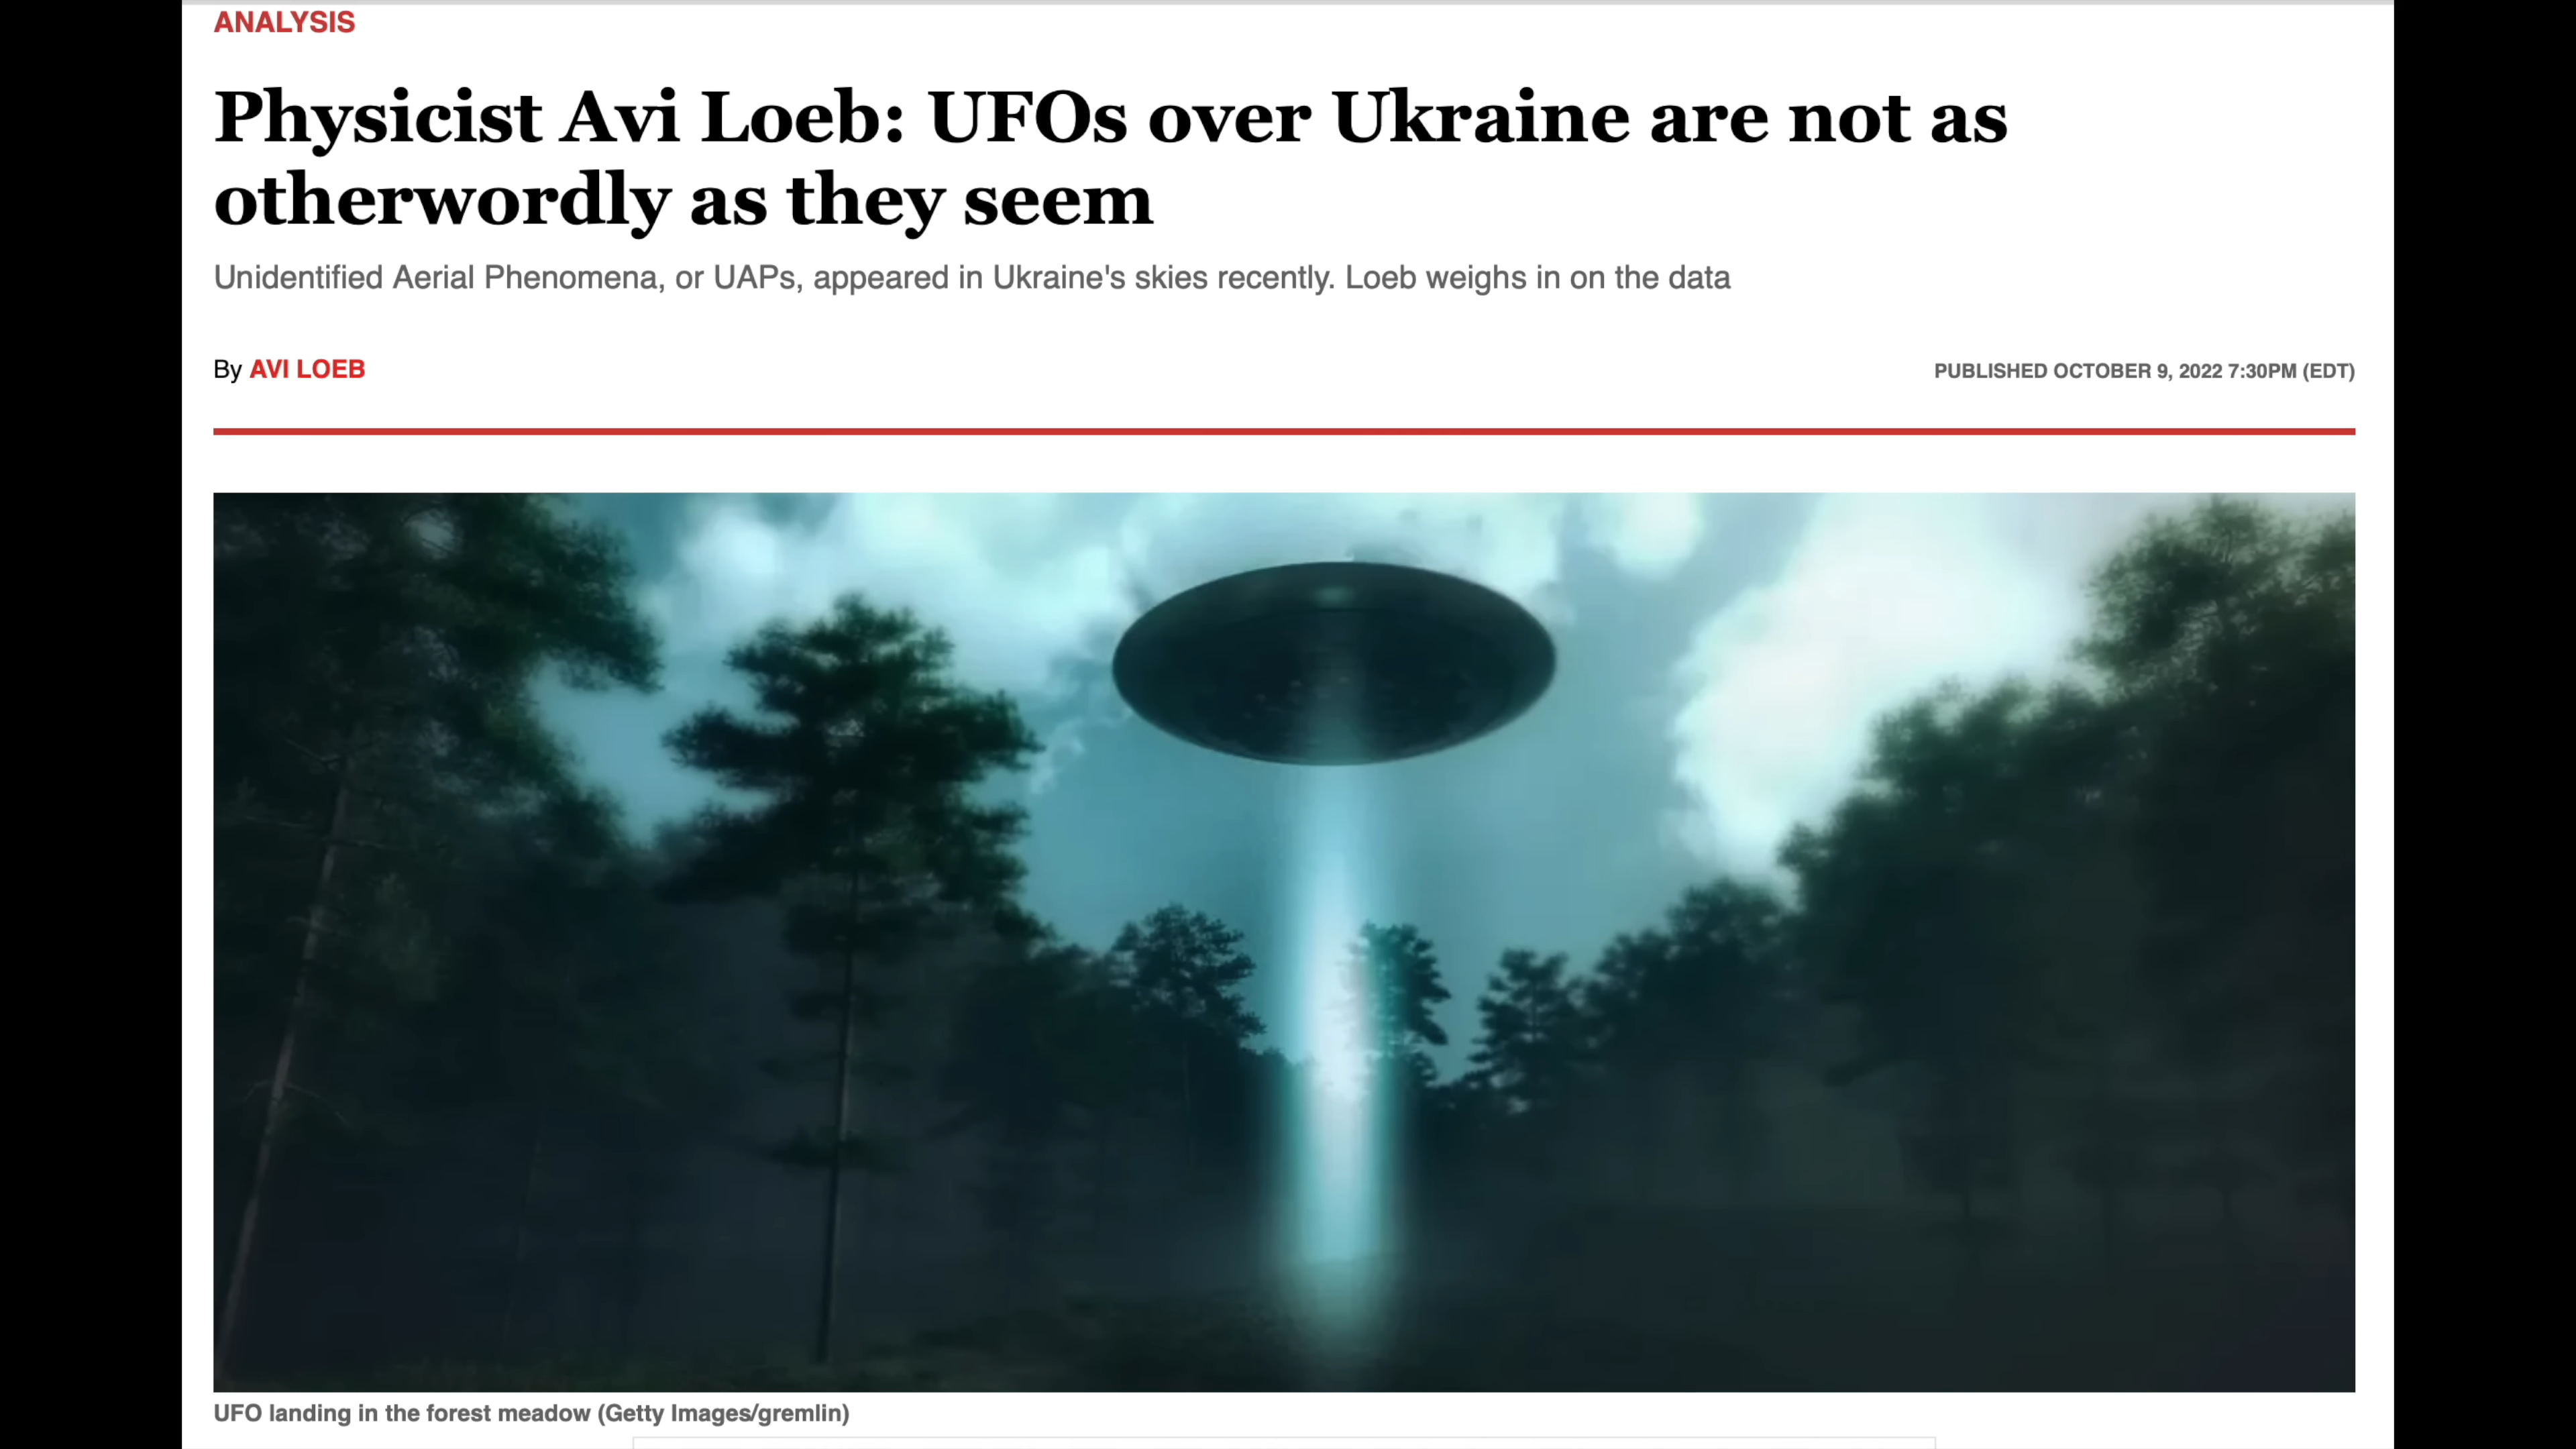 ANALYSIS
Physicist Avi Loeb: UFOs over Ukraine are not as
otherwordly as they seem
Unidentified Aerial Phenomena, or UAPs, appeared in Ukraine's skies recently. Loeb weighs in on the data
By AVI LOEB
PUBLISHED OCTOBER 9, 2022 7:30PM (EDT)
UFO landing in the forest meadow (Getty Images/gremlin)